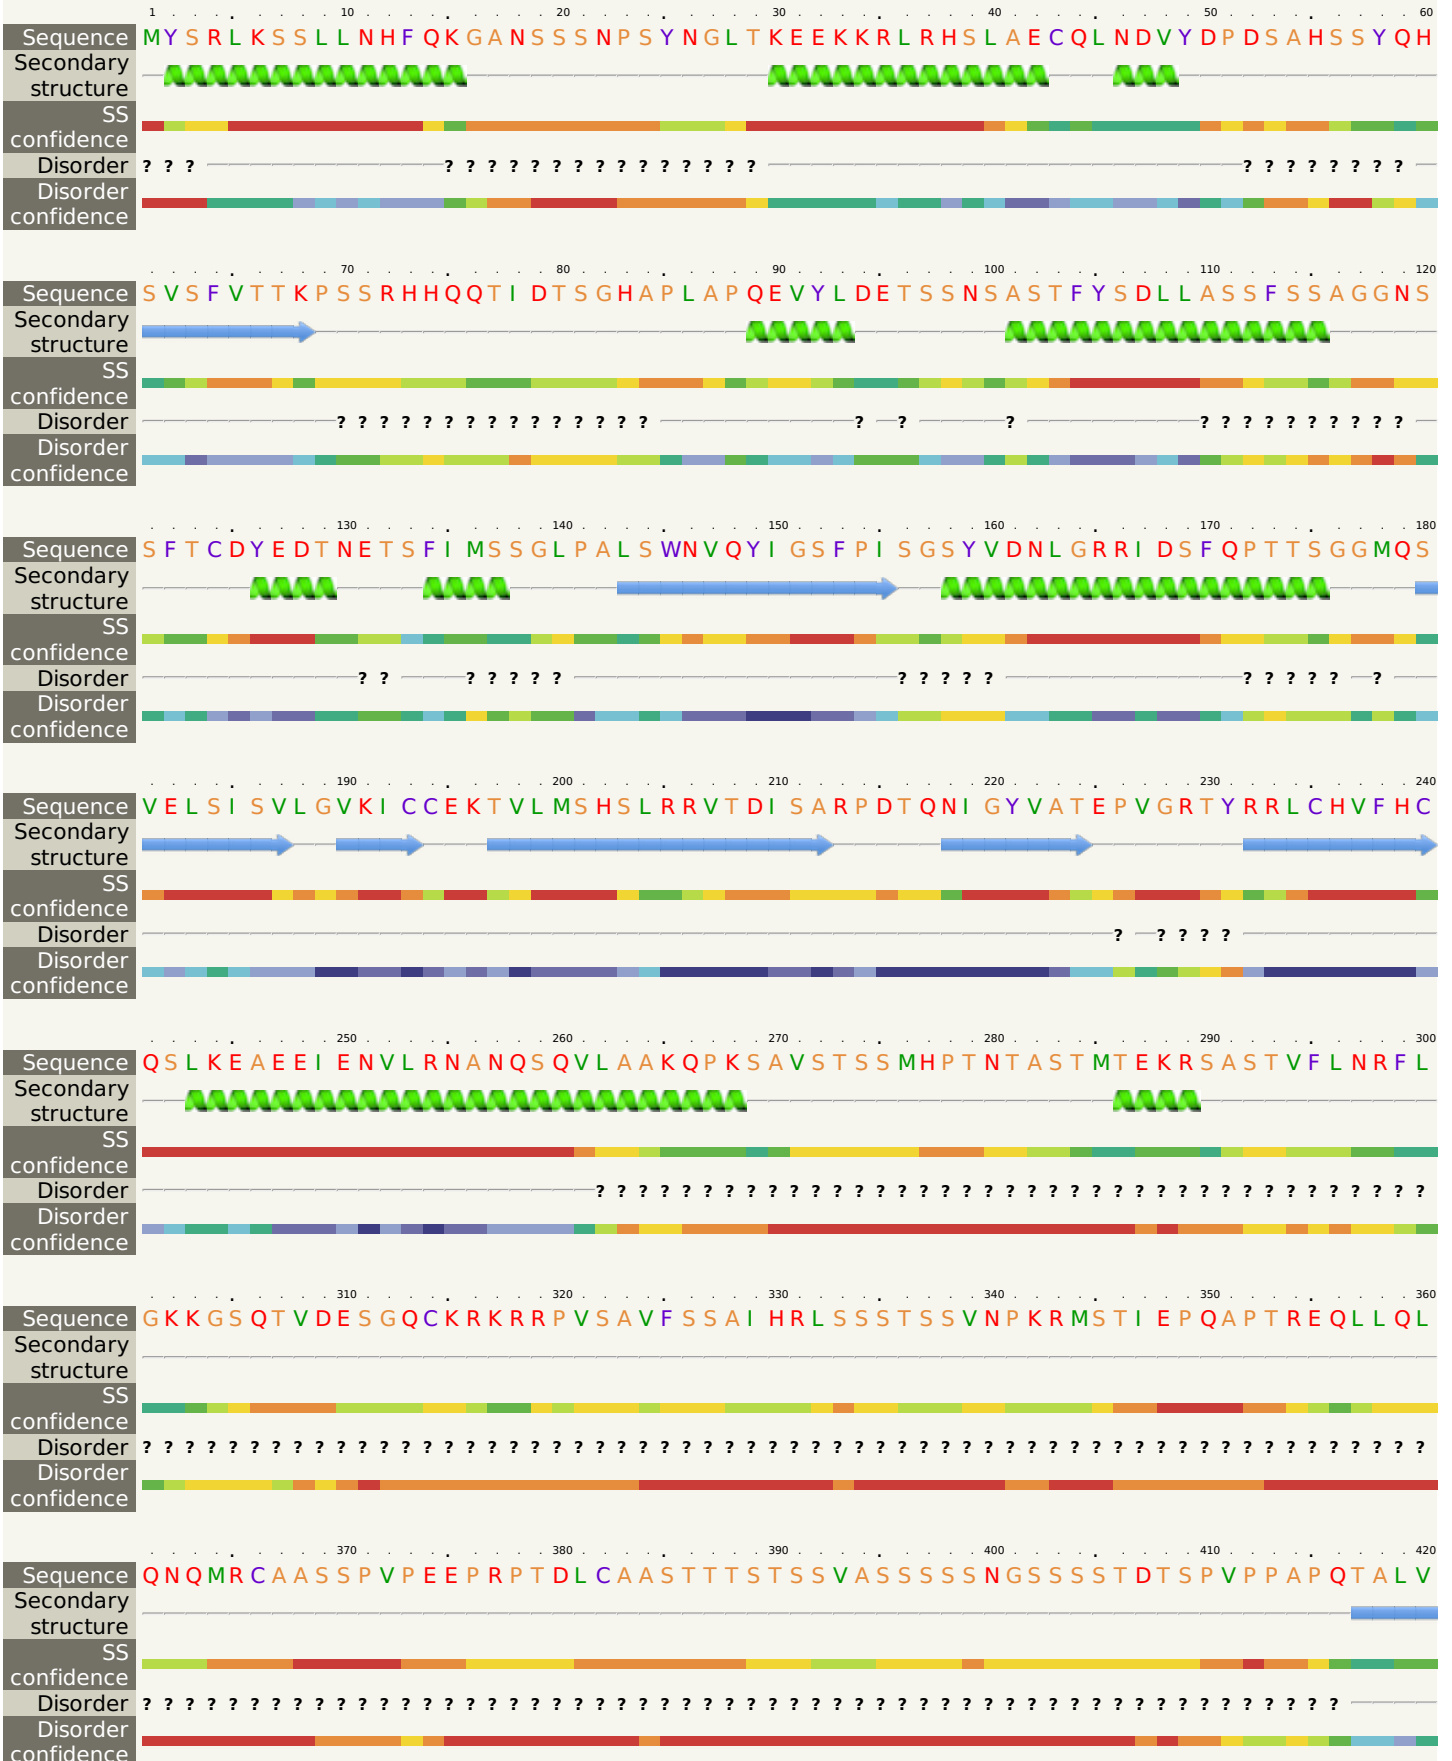 1 10 20 30 40 50 60
Sequence MYSRLKSSLLNHFQKGANSSSNPSYNGLTKEEKKRLRHSLAECQLNDVYDPDSAHSSYQH
Secondary
structure
SS
confidence
Disorder ? ? ? ? ? ? ? ? ? ? ? ? ? ? ? ? ? ? ? ? ? ? ? ? ? ?
Disorder
confidence
70 80 90 100 110 120
Sequence SVSFVTTKPSSRHHQQTIDTSGHAPLAPQEVYLDETSSNSASTFYSDLLASSFSSAGGNS
Secondary
structure
SS
confidence
Disorder ? ? ? ? ? ? ? ? ? ? ? ? ? ? ? ? ? ? ? ? ? ? ? ? ? ? ? ?
Disorder
confidence
130 140 150 160 170 180
Sequence SFTCDYEDTNETSFIMSSGLPALSWNVQYIGSFPISGSYVDNLGRRIDSFQPTTSGGMQS
Secondary
structure
SS
confidence
Disorder ? ? ? ? ? ? ? ? ? ? ? ? ? ? ? ? ? ?
Disorder
confidence
190 200 210 220 230 240
Sequence VELSISVLGVKICCEKTVLMSHSLRRVTDISARPDTQNIGYVATEPVGRTYRRLCHVFHC
Secondary
structure
SS
confidence
Disorder ? ? ? ? ?
Disorder
confidence
250 260 270 280 290 300
Sequence QSLKEAEEIENVLRNANQSQVLAAKQPKSAVSTSSMHPTNTASTMTEKRSASTVFLNRFL
Secondary
structure
SS
confidence
Disorder ? ? ? ? ? ? ? ? ? ? ? ? ? ? ? ? ? ? ? ? ? ? ? ? ? ? ? ? ? ? ? ? ? ? ? ? ? ? ?
Disorder
confidence
310 320 330 340 350 360
Sequence GKKGSQTVDESGQCKRKRRPVSAVFSSAIHRLSSSTSSVNPKRMSTIEPQAPTREQLLQL
Secondary
structure
SS
confidence
Disorder ? ? ? ? ? ? ? ? ? ? ? ? ? ? ? ? ? ? ? ? ? ? ? ? ? ? ? ? ? ? ? ? ? ? ? ? ? ? ? ? ? ? ? ? ? ? ? ? ? ? ? ? ? ? ? ? ? ? ? ?
Disorder
confidence
370 380 390 400 410 420
Sequence QNQMRCAASSPVPEEPRPTDLCAASTTTSTSSVASSSSSNGSSSSTDTSPVPPAPQTALV
Secondary
structure
SS
confidence
Disorder ? ? ? ? ? ? ? ? ? ? ? ? ? ? ? ? ? ? ? ? ? ? ? ? ? ? ? ? ? ? ? ? ? ? ? ? ? ? ? ? ? ? ? ? ? ? ? ? ? ? ? ? ? ? ? ?
Disorder
confidence